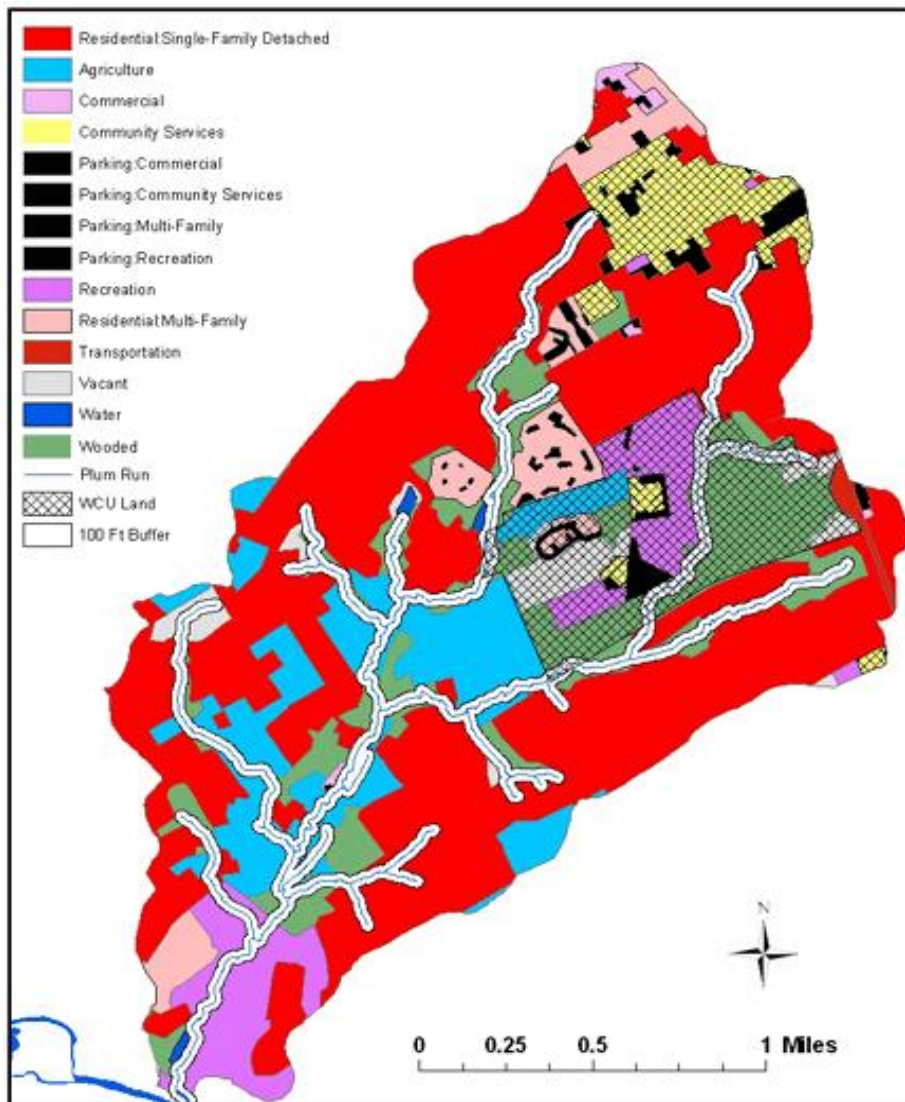 Residential:Single-Family Detached
Agriculture
Commercial
Community Services
Parking:Commercial
Parking:Community Services
Parking:Multi-Family
Parking:Recreation
Recreation
Residential:Multi-Family
Transportation
Vacant
Water
Wooded
Plum Run
WCU Land
100 Ft Buffer
N
0 0.25 0.5 1 Miles